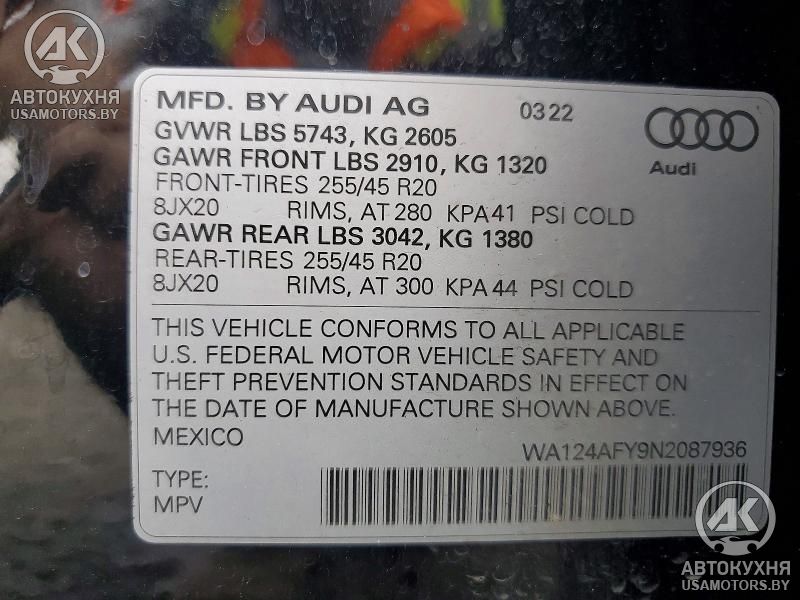 AK
АВТОКУХНЯ
USAMOTORS.BY
MFD. BY AUDI AG 03 22
GVWR LBS 5743, KG 2605
GAWR FRONT LBS 2910, KG 1320
FRONT-TIRES 255/45 R20
8JX20 RIMS, AT 280 KPA 41 PSI COLD
GAWR REAR LBS 3042, KG 1380
REAR-TIRES 255/45 R20
8JX20 RIMS, AT 300 KPA 44 PSI COLD
Audi
THIS VEHICLE CONFORMS TO ALL APPLICABLE
U.S. FEDERAL MOTOR VEHICLE SAFETY AND
THEFT PREVENTION STANDARDS IN EFFECT ON
THE DATE OF MANUFACTURE SHOWN ABOVE.
MEXICO WA124AFY9N2087936
TYPE:
MPV
AK
АВТОКУХНЯ
USAMOTORS.BY